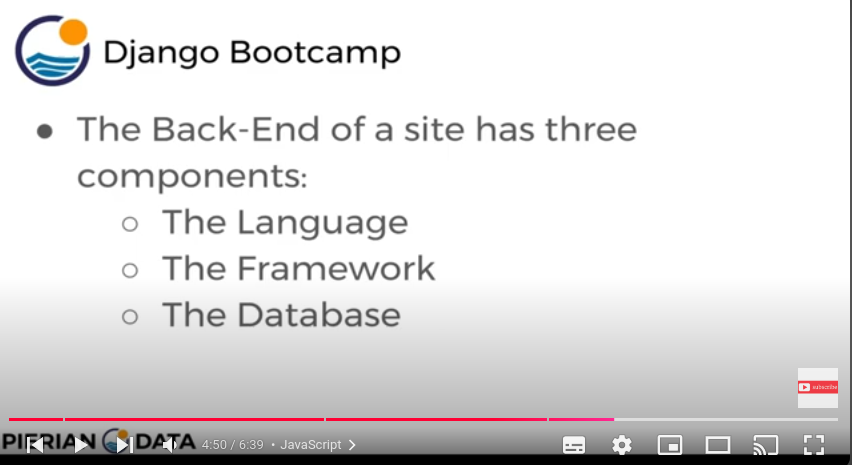 Django Bootcamp
● The Back-End of a site has three
components:
○ The Language
○ The Framework
○ The Database
subscribe
PIERIAN DATA
4:50 / 6:39 • JavaScript